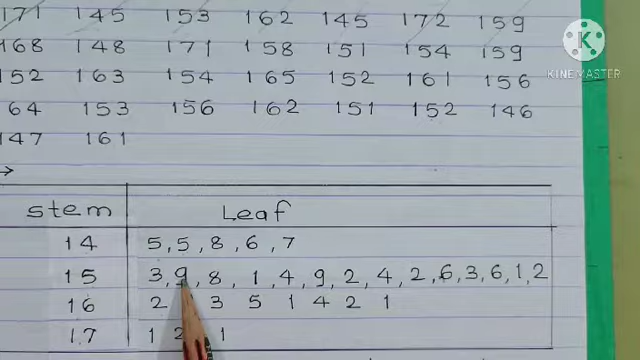 171 145 153 162 145 172 159
168 148 171 158 151 154 159
152 163 154 165 152 161 156
64 153 156 162 151 152 146
147 161
K
KINEMASTER
stem Leaf
14 5, 5, 8, 6, 7
15 3, 9, 8, 1, 4, 9, 2, 4, 2, 6, 3, 6, 1, 2
16 2 3 5 1 4 2 1
17 1 2 1